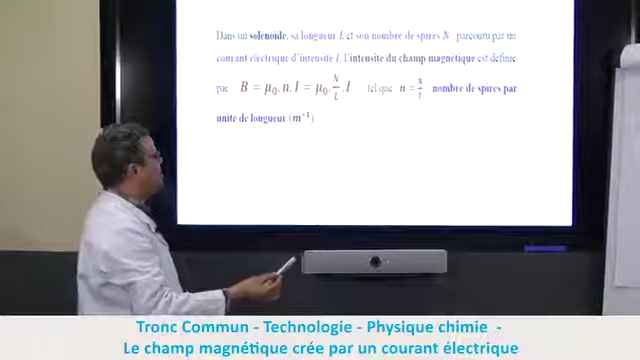 Dans un solénoïde, sa longueur L et son nombre de spires N , parcouru par un
courant électrique d'intensité I, l'intensité du champ magnétique est définie
par B = μ₀. n. I = μ₀. N/L . I tel que n = N/L nombre de spires par
unité de longueur (m⁻¹)
Tronc Commun - Technologie - Physique chimie -
Le champ magnétique crée par un courant électrique